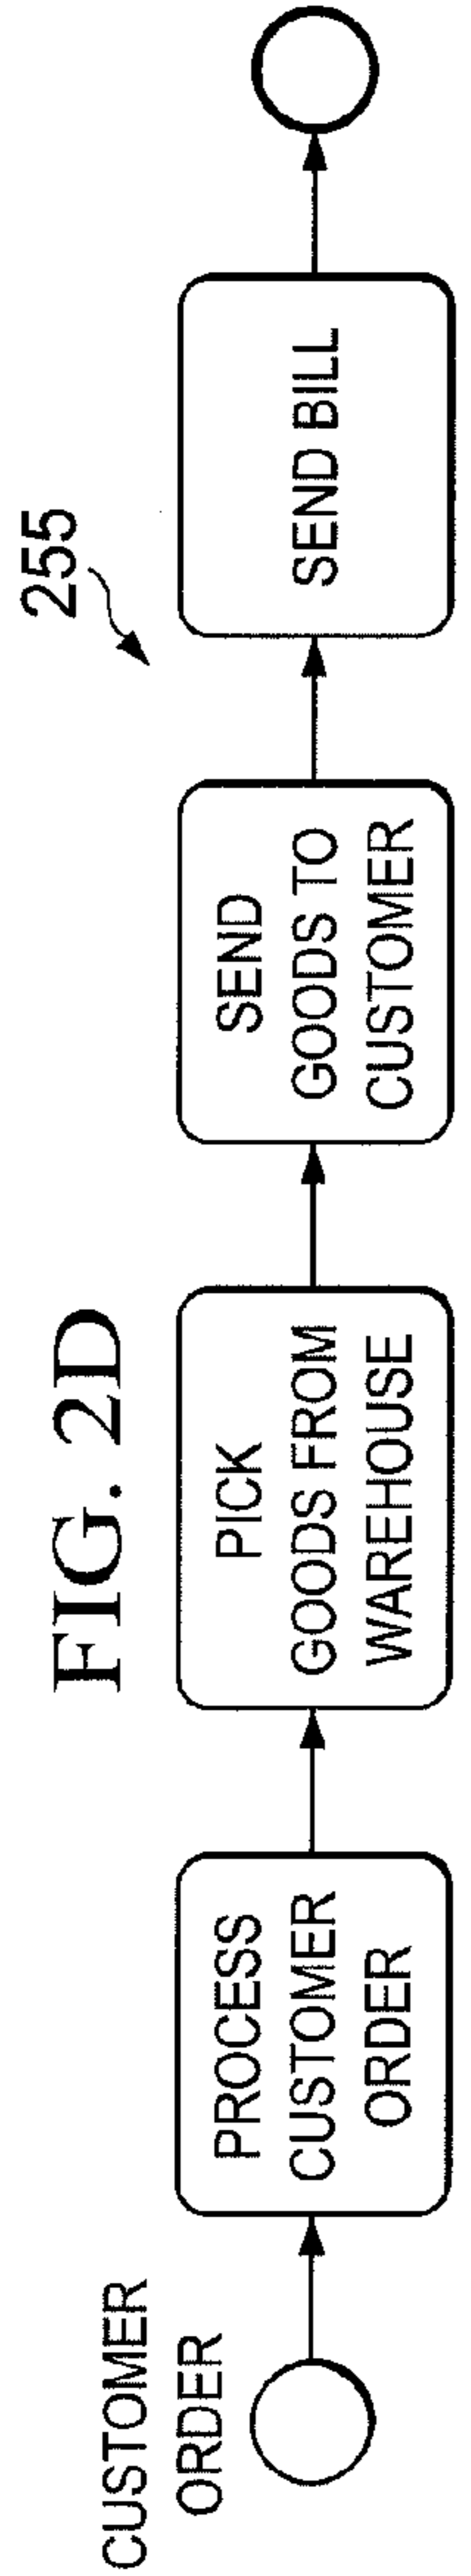 FIG. 2D
255
CUSTOMER
ORDER
PROCESS
CUSTOMER
ORDER
PICK
GOODS FROM
WAREHOUSE
SEND
GOODS TO
CUSTOMER
SEND BILL